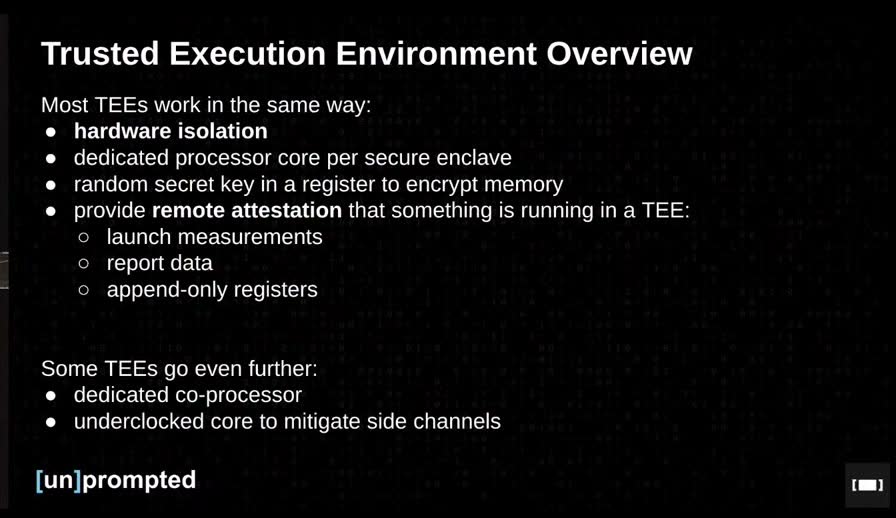 Trusted Execution Environment Overview
Most TEEs work in the same way:
● hardware isolation
● dedicated processor core per secure enclave
● random secret key in a register to encrypt memory
● provide remote attestation that something is running in a TEE:
○ launch measurements
○ report data
○ append-only registers
Some TEEs go even further:
● dedicated co-processor
● underclocked core to mitigate side channels
[un]prompted